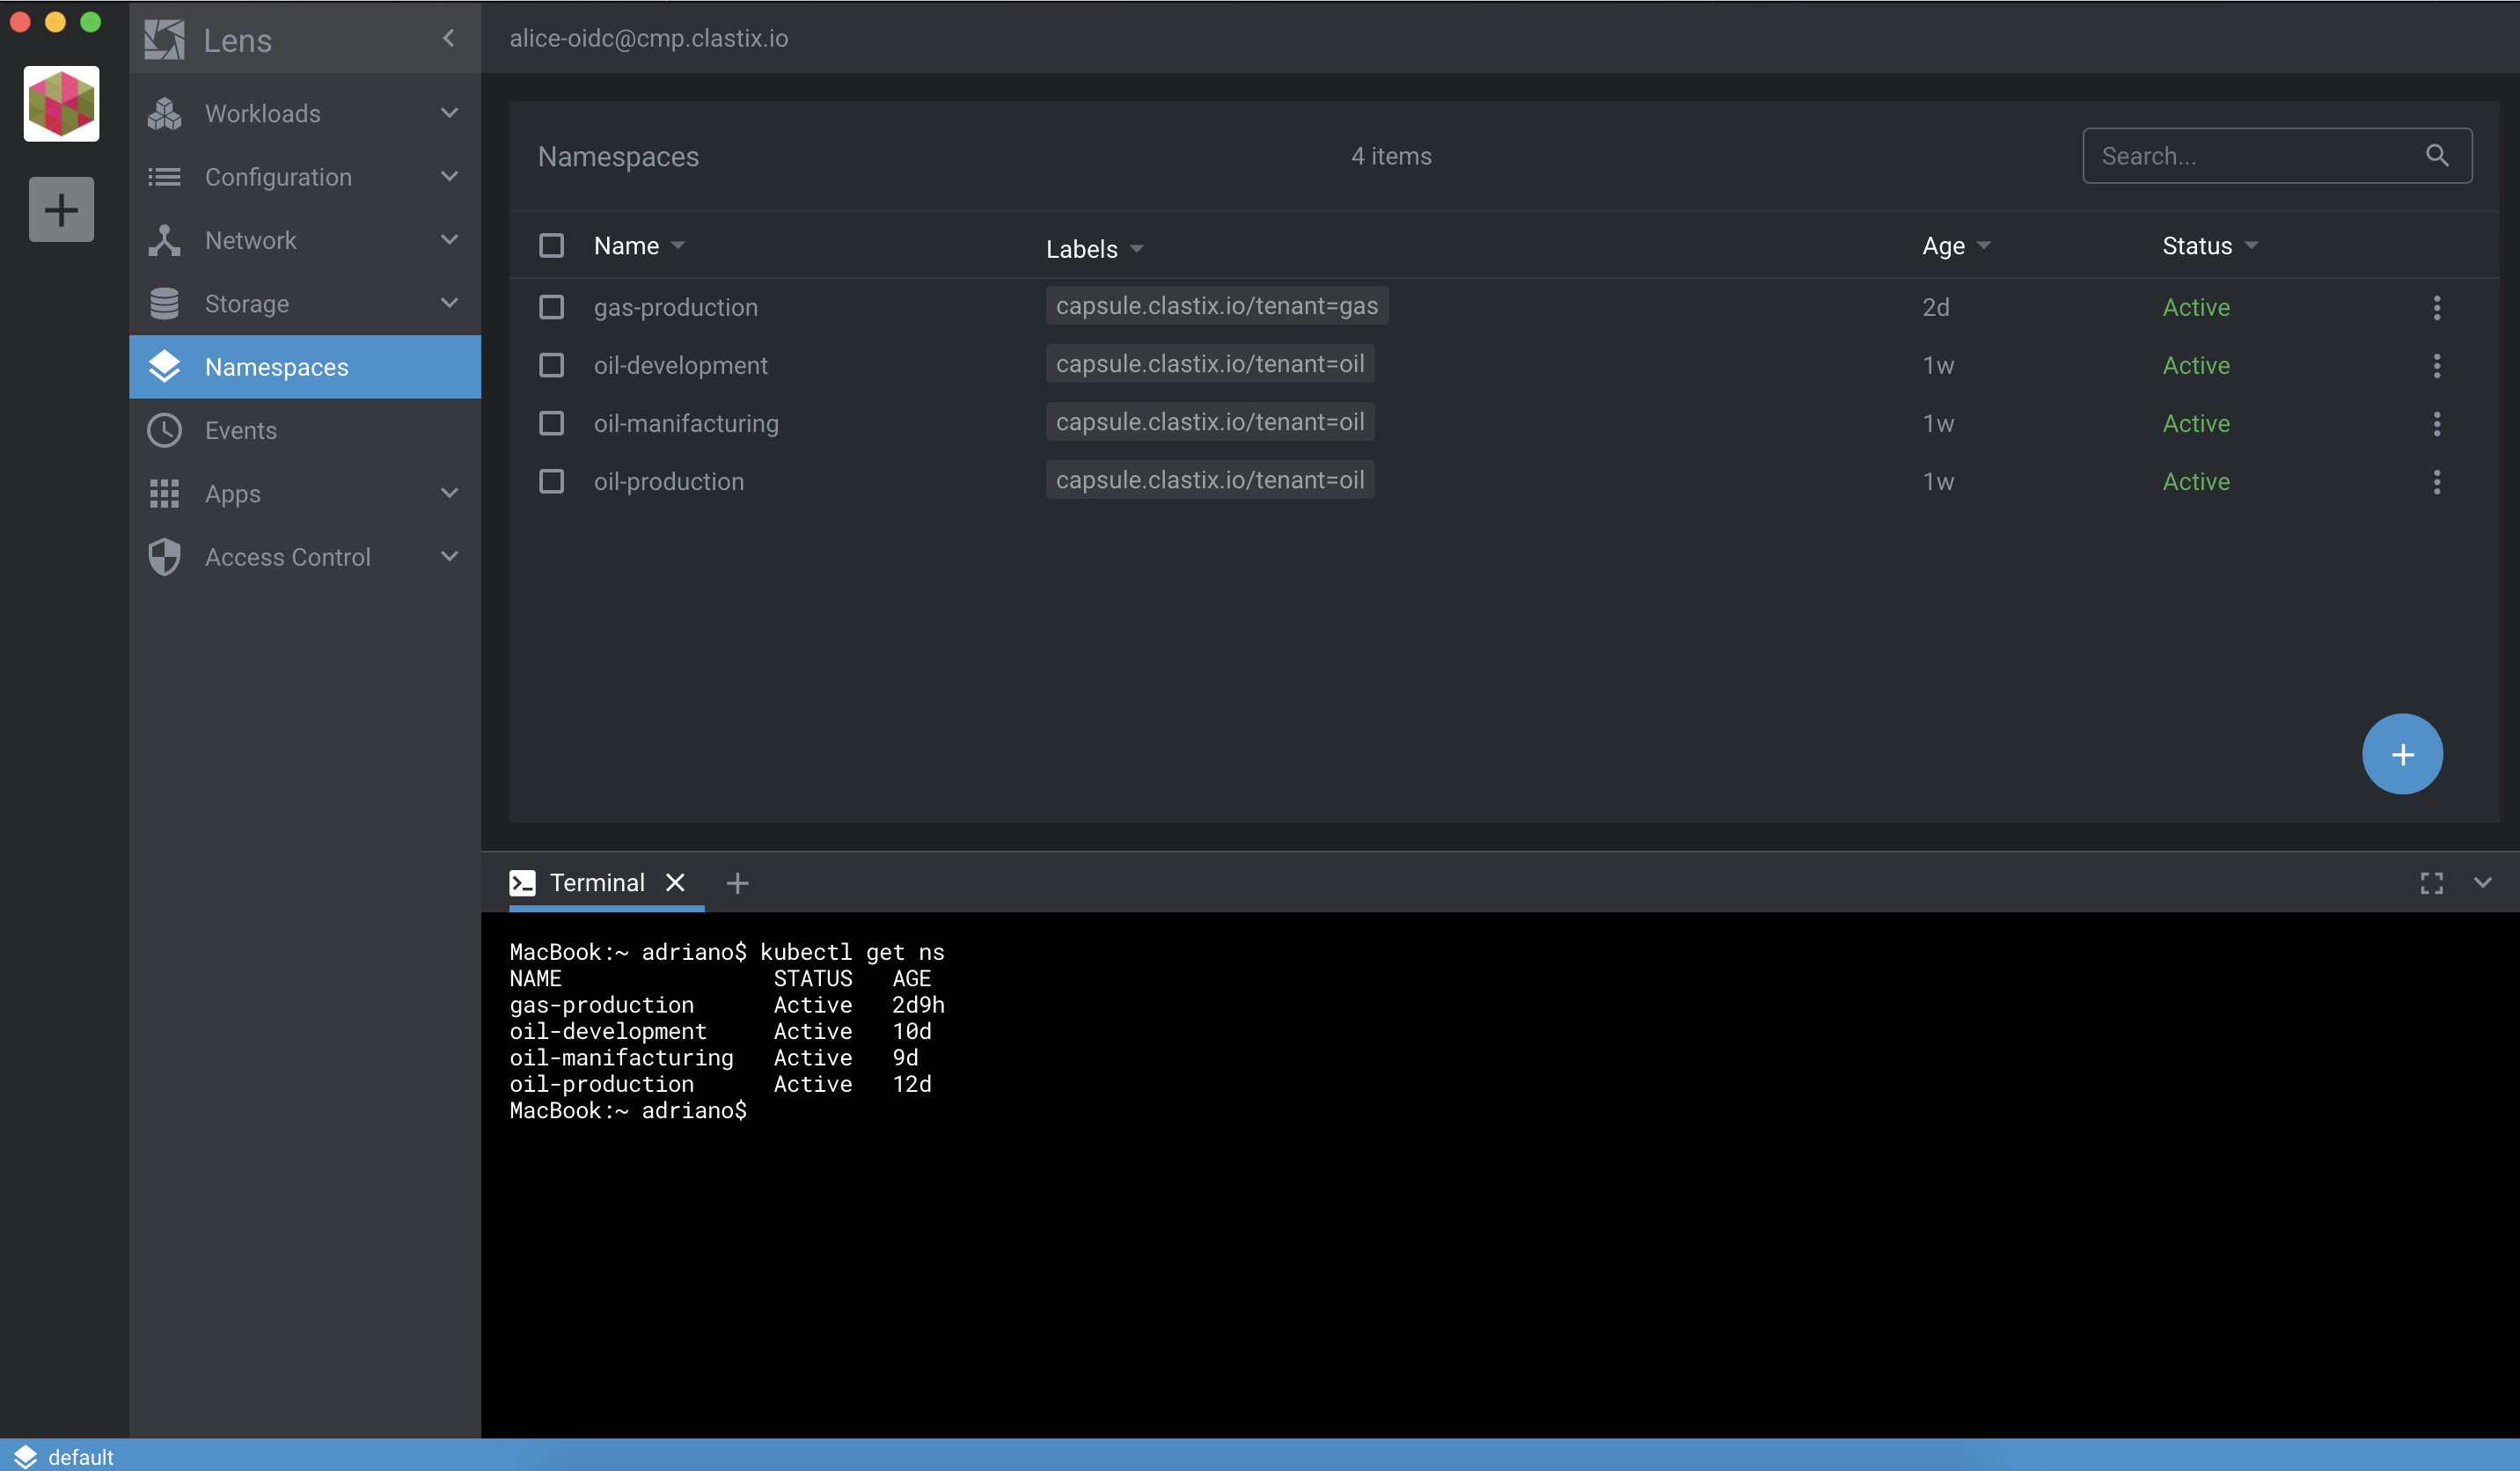 Lens
alice-oidc@cmp.clastix.io
Workloads
Configuration
Network
Storage
Namespaces
Events
Apps
Access Control
Namespaces 4 items Search...
Name Labels Age Status
gas-production capsule.clastix.io/tenant=gas 2d Active
oil-development capsule.clastix.io/tenant=oil 1w Active
oil-manifacturing capsule.clastix.io/tenant=oil 1w Active
oil-production capsule.clastix.io/tenant=oil 1w Active
Terminal
MacBook:~ adriano$ kubectl get ns
NAME STATUS AGE
gas-production Active 2d9h
oil-development Active 10d
oil-manifacturing Active 9d
oil-production Active 12d
MacBook:~ adriano$
default